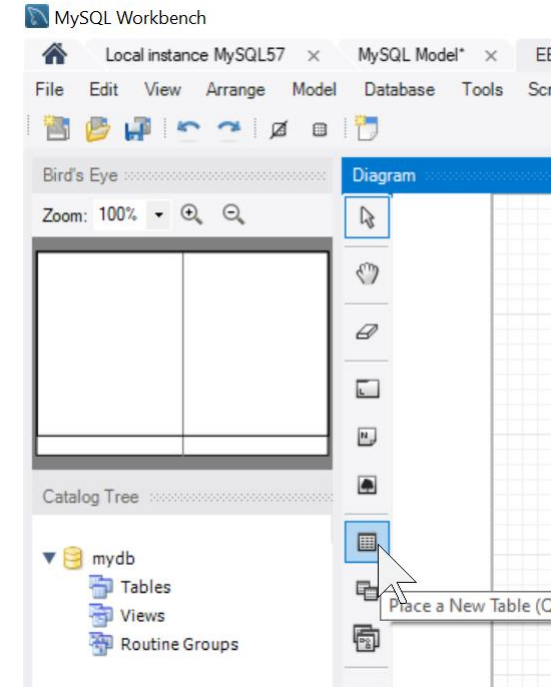 MySQL Workbench
Local instance MySQL57 × MySQL Model* ×
File Edit View Arrange Model Database Tools
Bird's Eye
Diagram
Zoom: 100%
Catalog Tree
mydb
Tables
Views
Routine Groups
Place a New Table